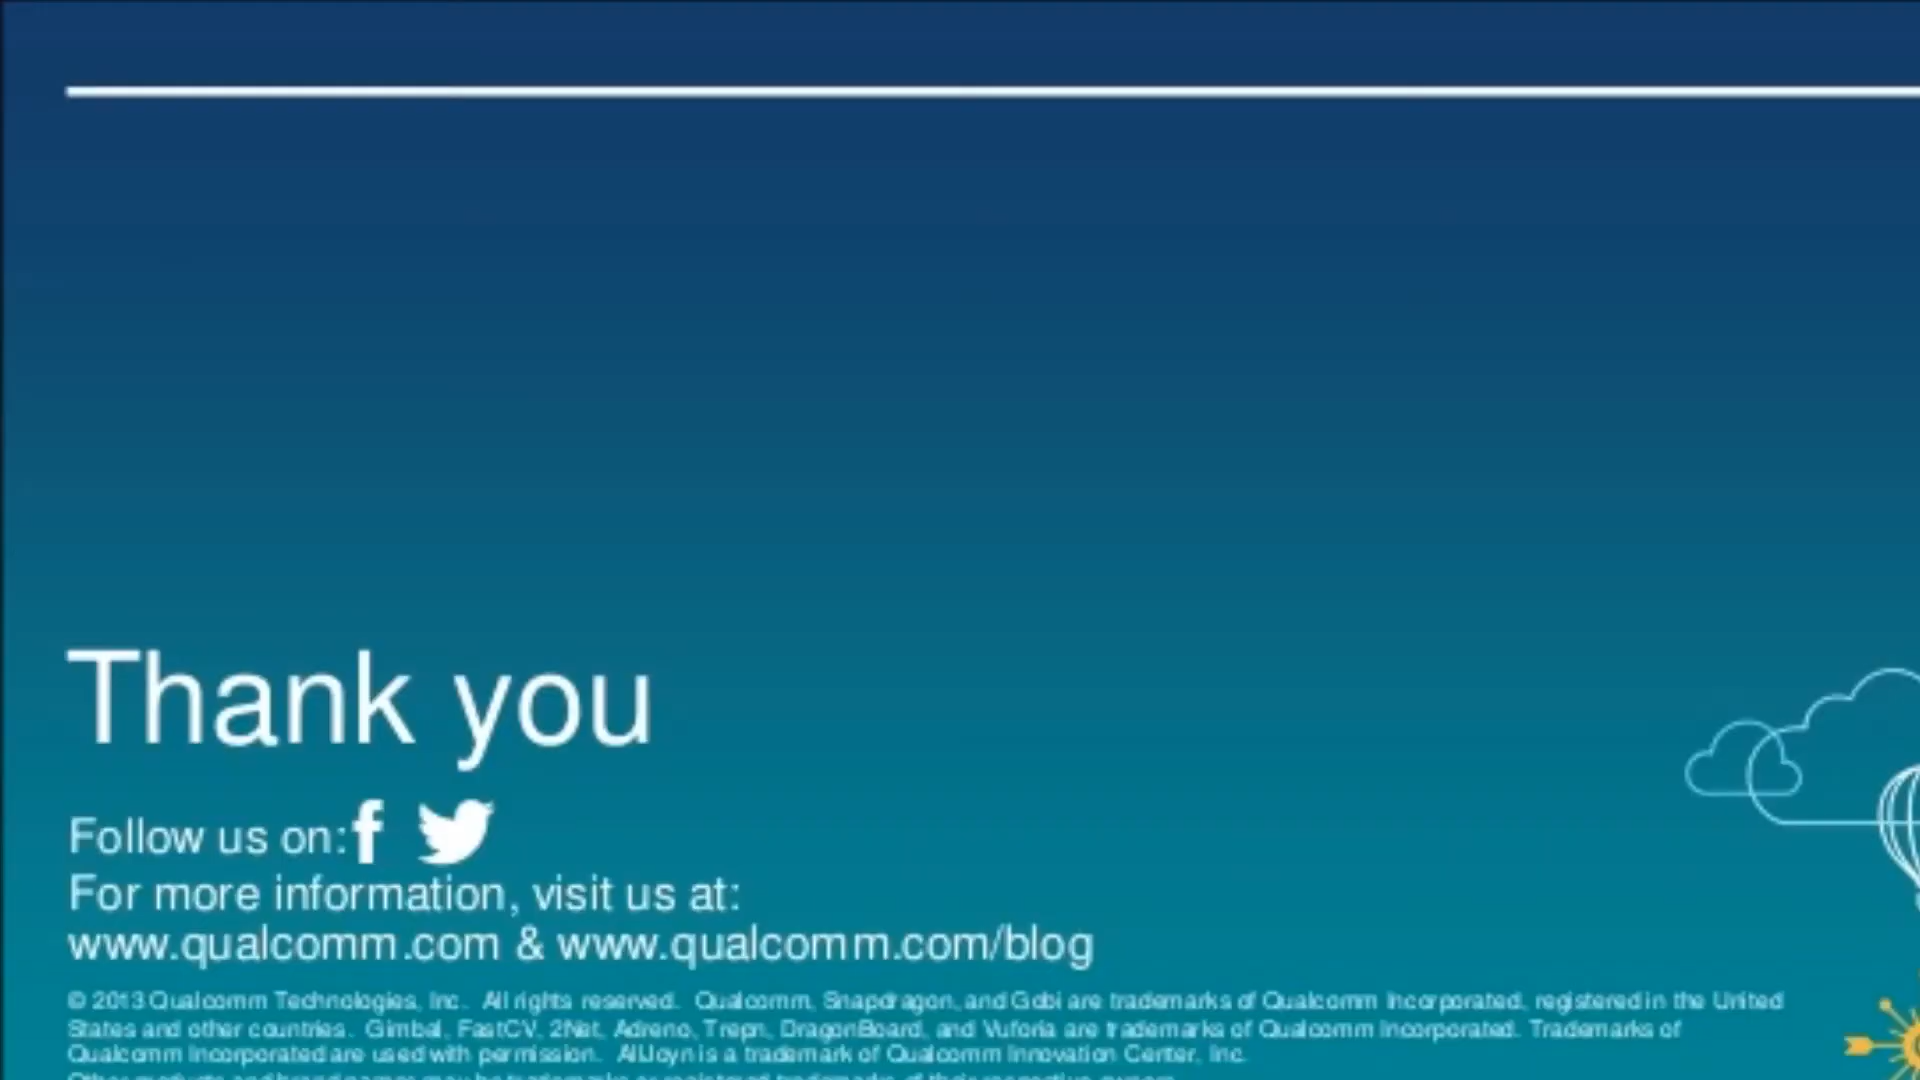 Thank you
Follow us on:
For more information, visit us at:
www.qualcomm.com & www.qualcomm.com/blog
© 2013 Qualcomm Technologies, Inc. All rights reserved. Qualcomm, Snapdragon, and Gobi are trademarks of Qualcomm Incorporated, registered in the United
States and other countries. Gimbal, FastCV, 2Net, Adreno, Trepn, DragonBoard, and Vuforia are trademarks of Qualcomm Incorporated. Trademarks of
Qualcomm Incorporated are used with permission. AllJoyn is a trademark of Qualcomm Innovation Center, Inc.